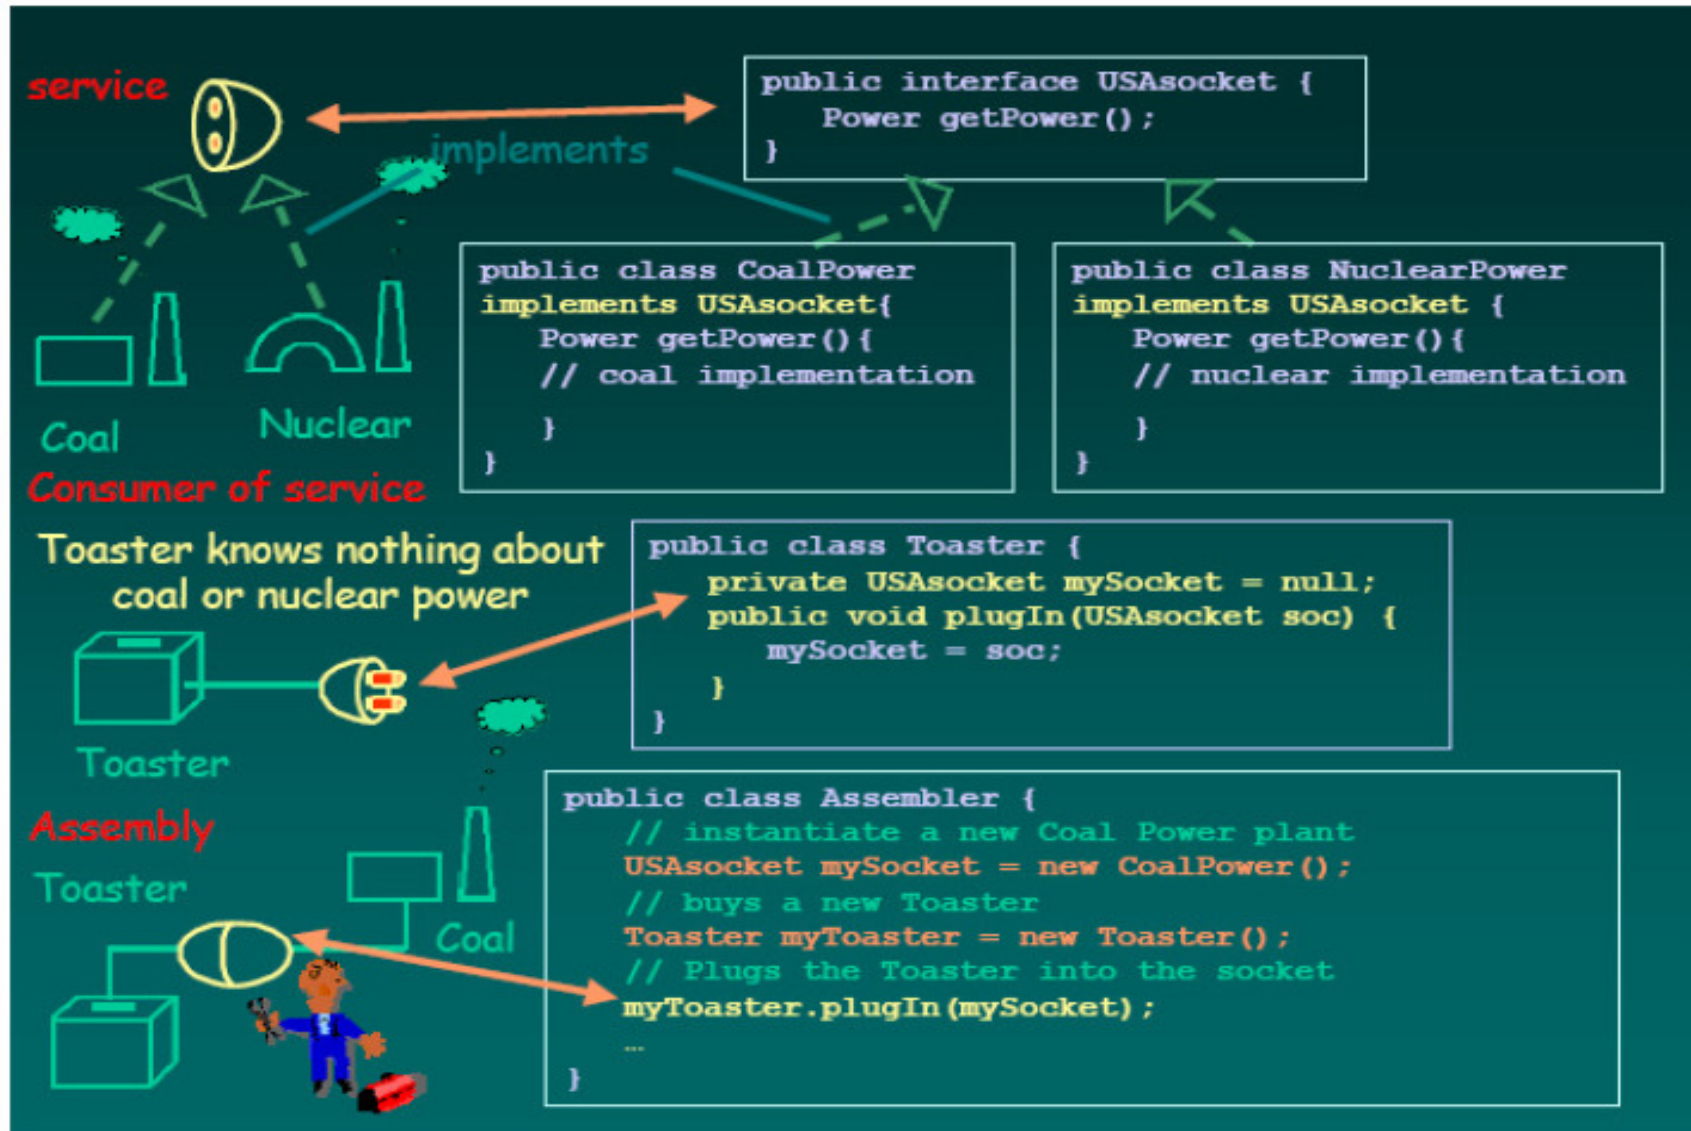 service
implements
public interface USAsocket {
Power getPower();
}
public class CoalPower
implements USAsocket{
Power getPower(){
// coal implementation
}
}
public class NuclearPower
implements USAsocket {
Power getPower(){
// nuclear implementation
}
}
Coal
Nuclear
Consumer of service
Toaster knows nothing about
coal or nuclear power
Toaster
public class Toaster {
private USAsocket mySocket = null;
public void plugIn(USAsocket soc) {
mySocket = soc;
}
}
Assembly
Toaster
Coal
public class Assembler {
// instantiate a new Coal Power plant
USAsocket mySocket = new CoalPower();
// buys a new Toaster
Toaster myToaster = new Toaster();
// Plugs the Toaster into the socket
myToaster.plugIn(mySocket);
…
}